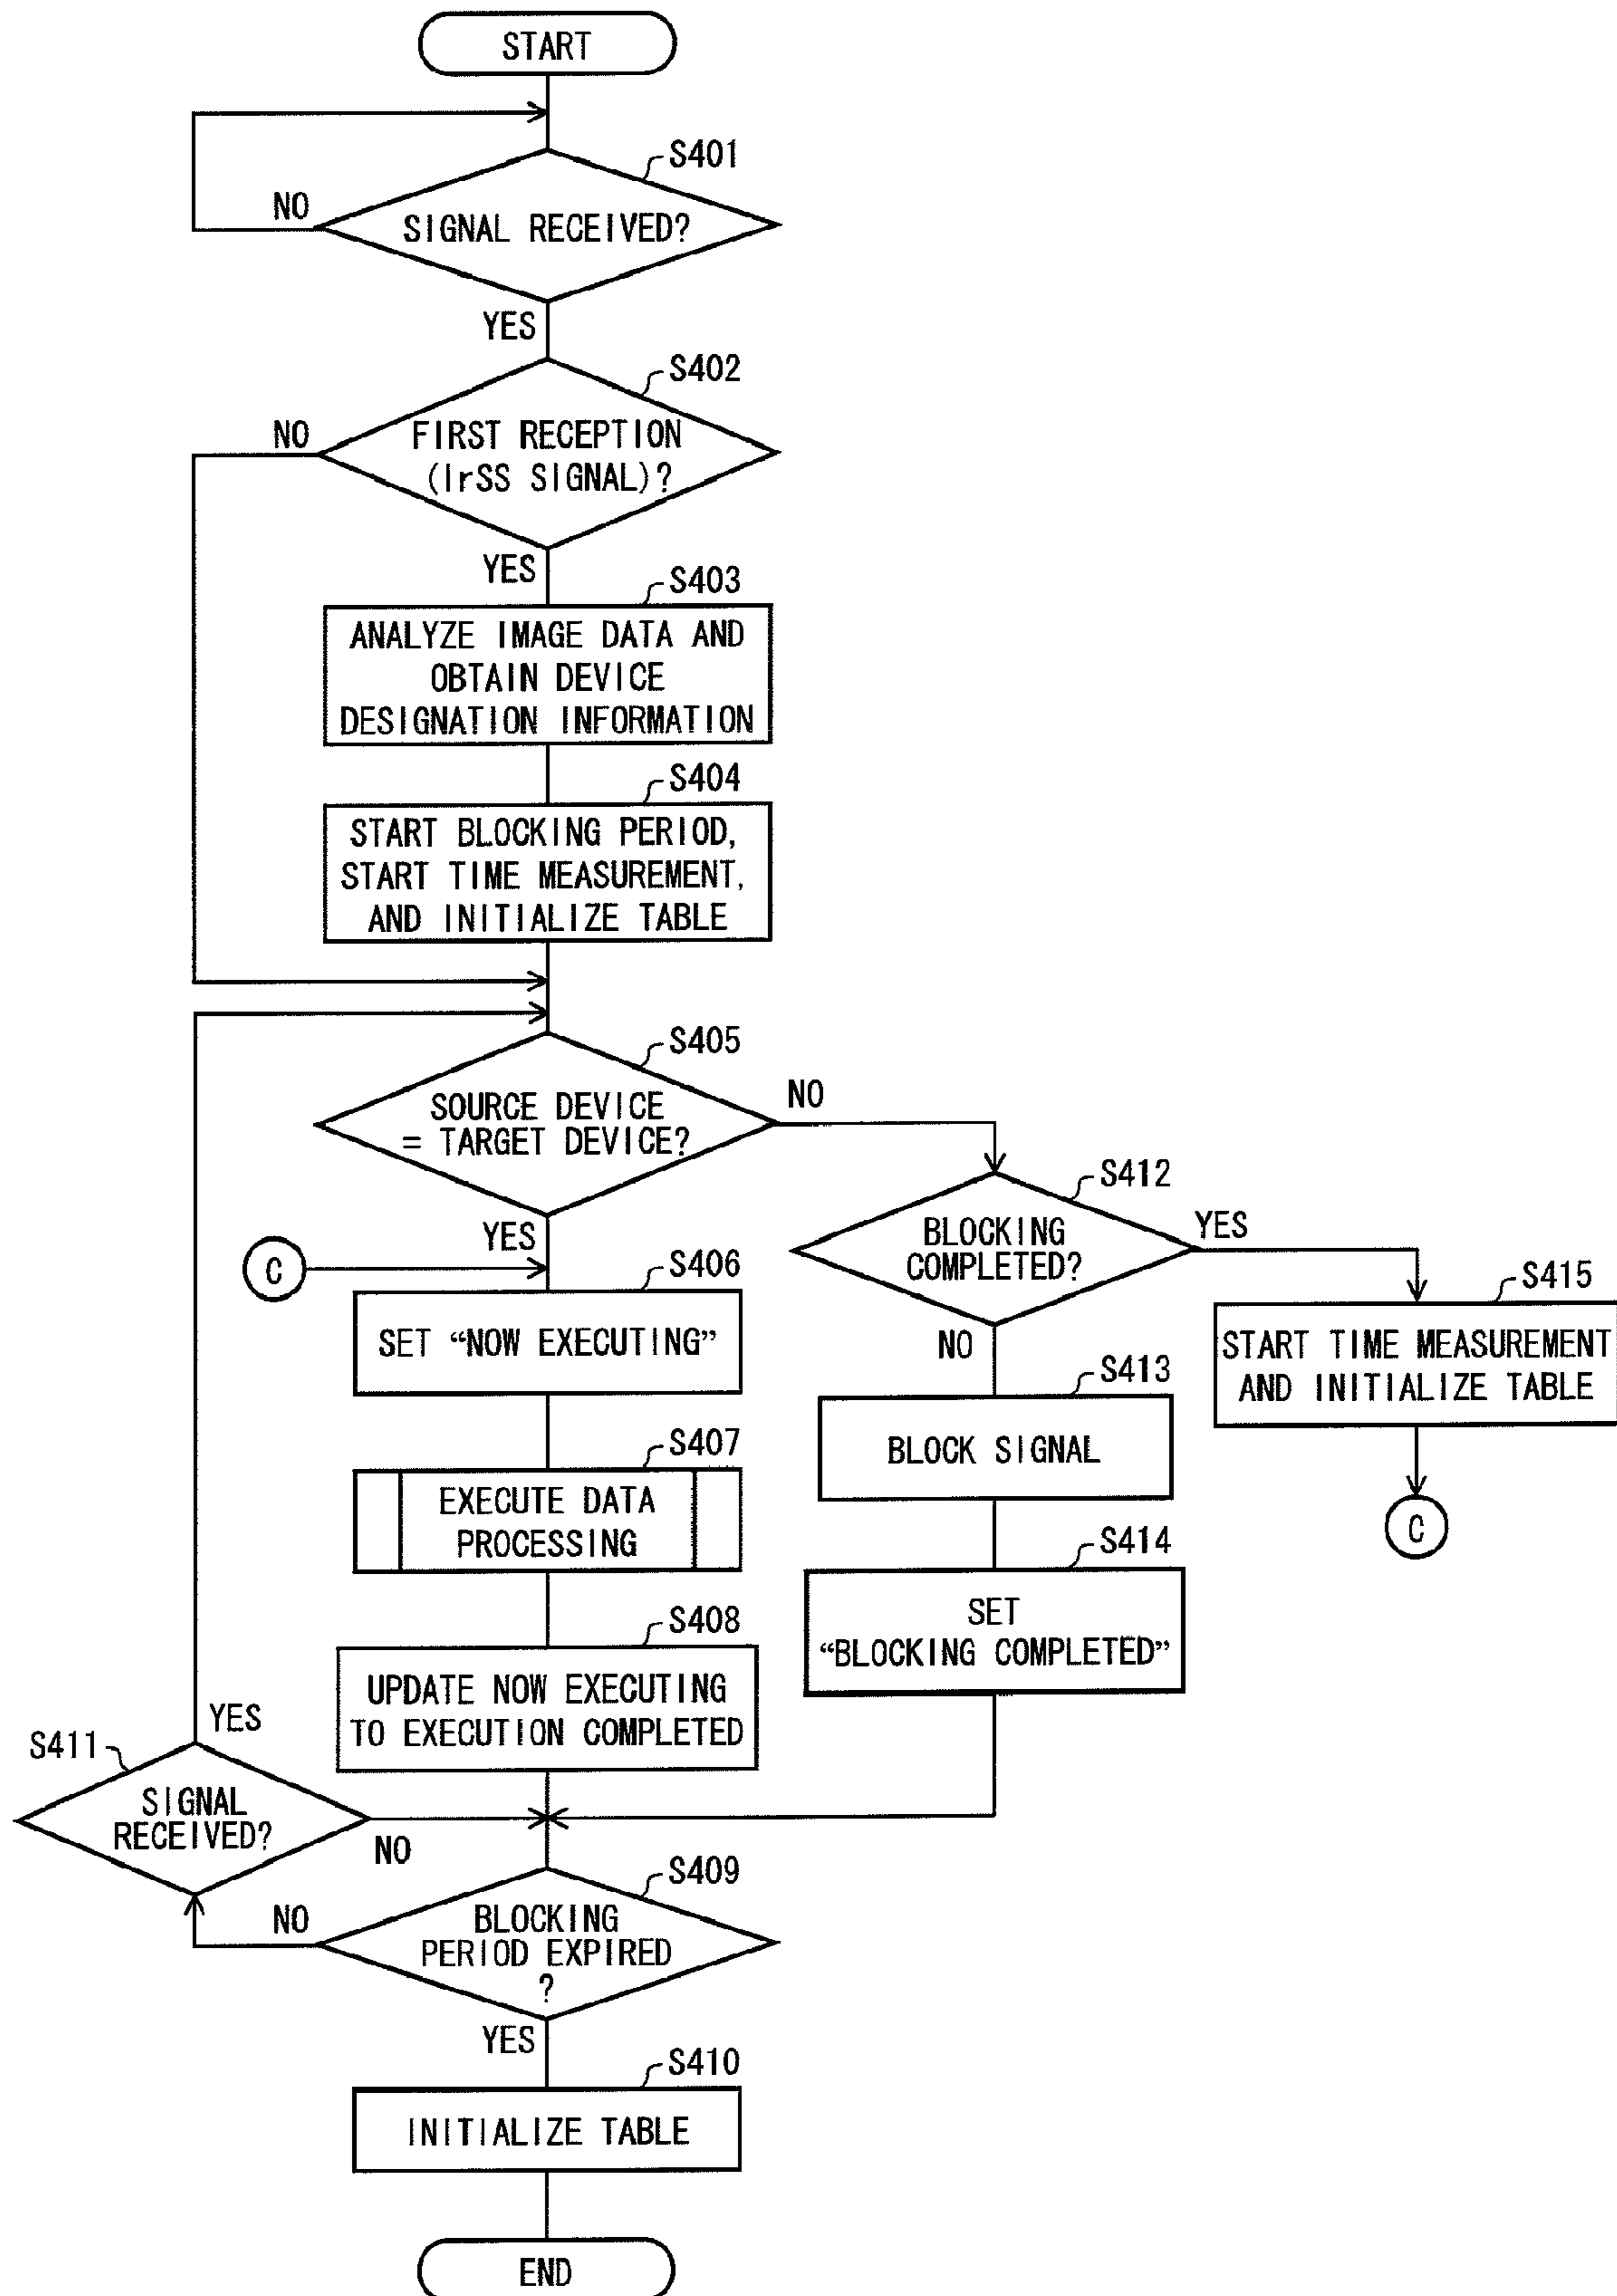 START
S401
NO
SIGNAL RECEIVED?
YES
S402
NO
FIRST RECEPTION
(IrSS SIGNAL)?
YES
S403
ANALYZE IMAGE DATA AND
OBTAIN DEVICE
DESIGNATION INFORMATION
S404
START BLOCKING PERIOD,
START TIME MEASUREMENT,
AND INITIALIZE TABLE
S405
SOURCE DEVICE
= TARGET DEVICE?
NO
YES
C
S406
SET “NOW EXECUTING”
S407
EXECUTE DATA
PROCESSING
S408
UPDATE NOW EXECUTING
TO EXECUTION COMPLETED
S412
BLOCKING
COMPLETED?
YES
NO
S413
BLOCK SIGNAL
S414
SET
“BLOCKING COMPLETED”
S415
START TIME MEASUREMENT
AND INITIALIZE TABLE
C
YES
S411
SIGNAL
RECEIVED?
NO
S409
NO
BLOCKING
PERIOD EXPIRED
?
YES
S410
INITIALIZE TABLE
END